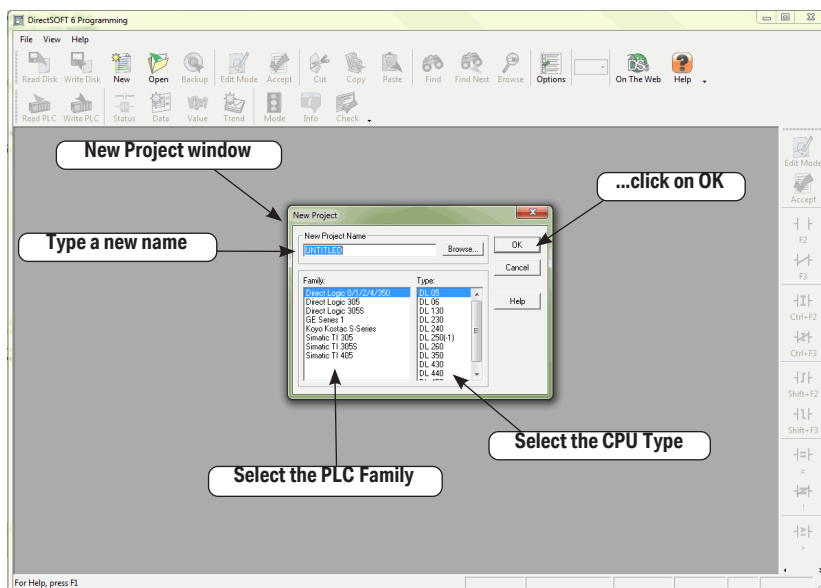 DirectSOFT 6 Programming
File View Help
Read Disk Write Disk New Open Backup Edit Mode Accept Cut Copy Paste Find Find Next Browse Options On The Web Help
Read PLC Write PLC Status Data Value Trend Mode Info Check
New Project window
...click on OK
Type a new name
New Project
New Project Name
UNTITLED
Browse...
OK
Cancel
Help
Family:
Direct Logic 0/1/2/4/350
Direct Logic 305
Direct Logic 305S
GE Series 1
Koyo Kostac S-Series
Simatic TI 305
Simatic TI 305S
Simatic TI 405
Type:
DL 05
DL 06
DL 130
DL 230
DL 240
DL 250(-1)
DL 260
DL 350
DL 430
DL 440
Select the CPU Type
Select the PLC Family
Edit Mode
Accept
F2
F3
Ctrl+F2
Ctrl+F3
Shift+F2
Shift+F3
=
!
>
For Help, press F1